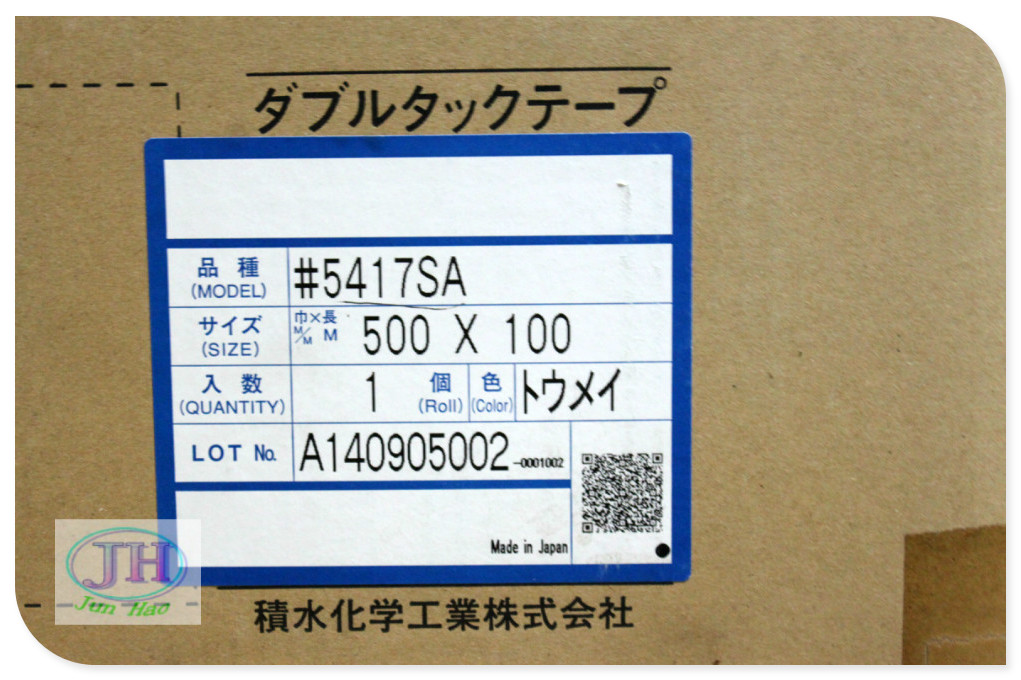 ダブルタックテープ
品種 #5417SA
(MODEL)
サイズ 巾×長 500 X 100
(SIZE) M/M M
入数 1 個 色 トウメイ
(QUANTITY) (Roll) (Color)
LOT No. A140905002-0001002
Made in Japan
積水化学工業株式会社
JH
Jun Hao